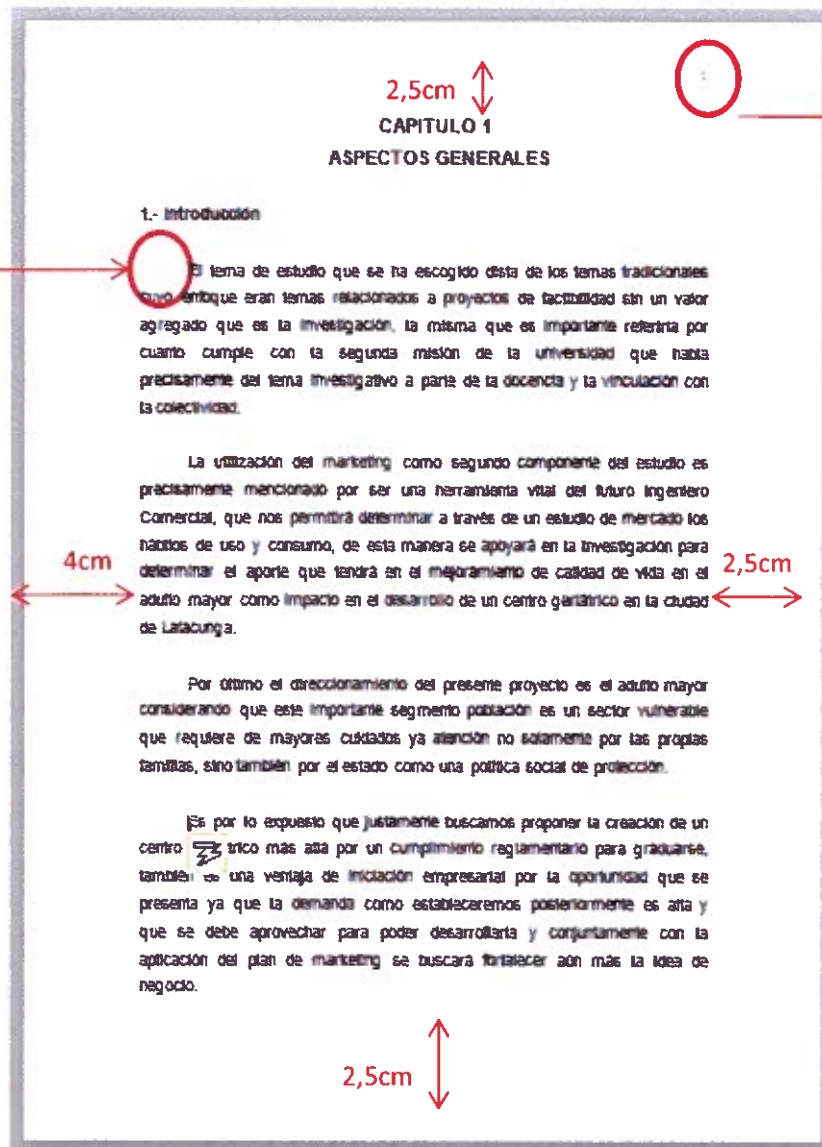 2,5cm
CAPITULO 1
ASPECTOS GENERALES
1.- Introducción
El tema de estudio que se ha escogido dista de los temas tradicionales
cuyo enfoque eran temas relacionados a proyectos de factibilidad sin un valor
agregado que es la investigación, la misma que es importante referirla por
cuanto cumple con la segunda misión de la universidad que habla
precisamente del tema investigativo a parte de la docencia y la vinculación con
la colectividad.
La utilización del marketing como segundo componente del estudio es
precisamente mencionado por ser una herramienta vital del futuro Ingeniero
Comercial, que nos permitirá determinar a través de un estudio de mercado los
hábitos de uso y consumo, de esta manera se apoyará en la investigación para
4cm
determinar el aporte que tendrá en el mejoramiento de calidad de vida en el
2,5cm
adulto mayor como impacto en el desarrollo de un centro geriátrico en la ciudad
de Latacunga.
Por último el direccionamiento del presente proyecto es el adulto mayor
considerando que este importante segmento población es un sector vulnerable
que requiere de mayores cuidados ya atención no solamente por las propias
familias, sino también por el estado como una política social de protección.
Es por lo expuesto que justamente buscamos proponer la creación de un
centro trico más allá por un cumplimiento reglamentario para graduarse,
también es una ventaja de iniciación empresarial por la oportunidad que se
presenta ya que la demanda como estableceremos posteriormente es alta y
que se debe aprovechar para poder desarrollarla y conjuntamente con la
aplicación del plan de marketing se buscará fortalecer aún más la idea de
negocio.
2,5cm